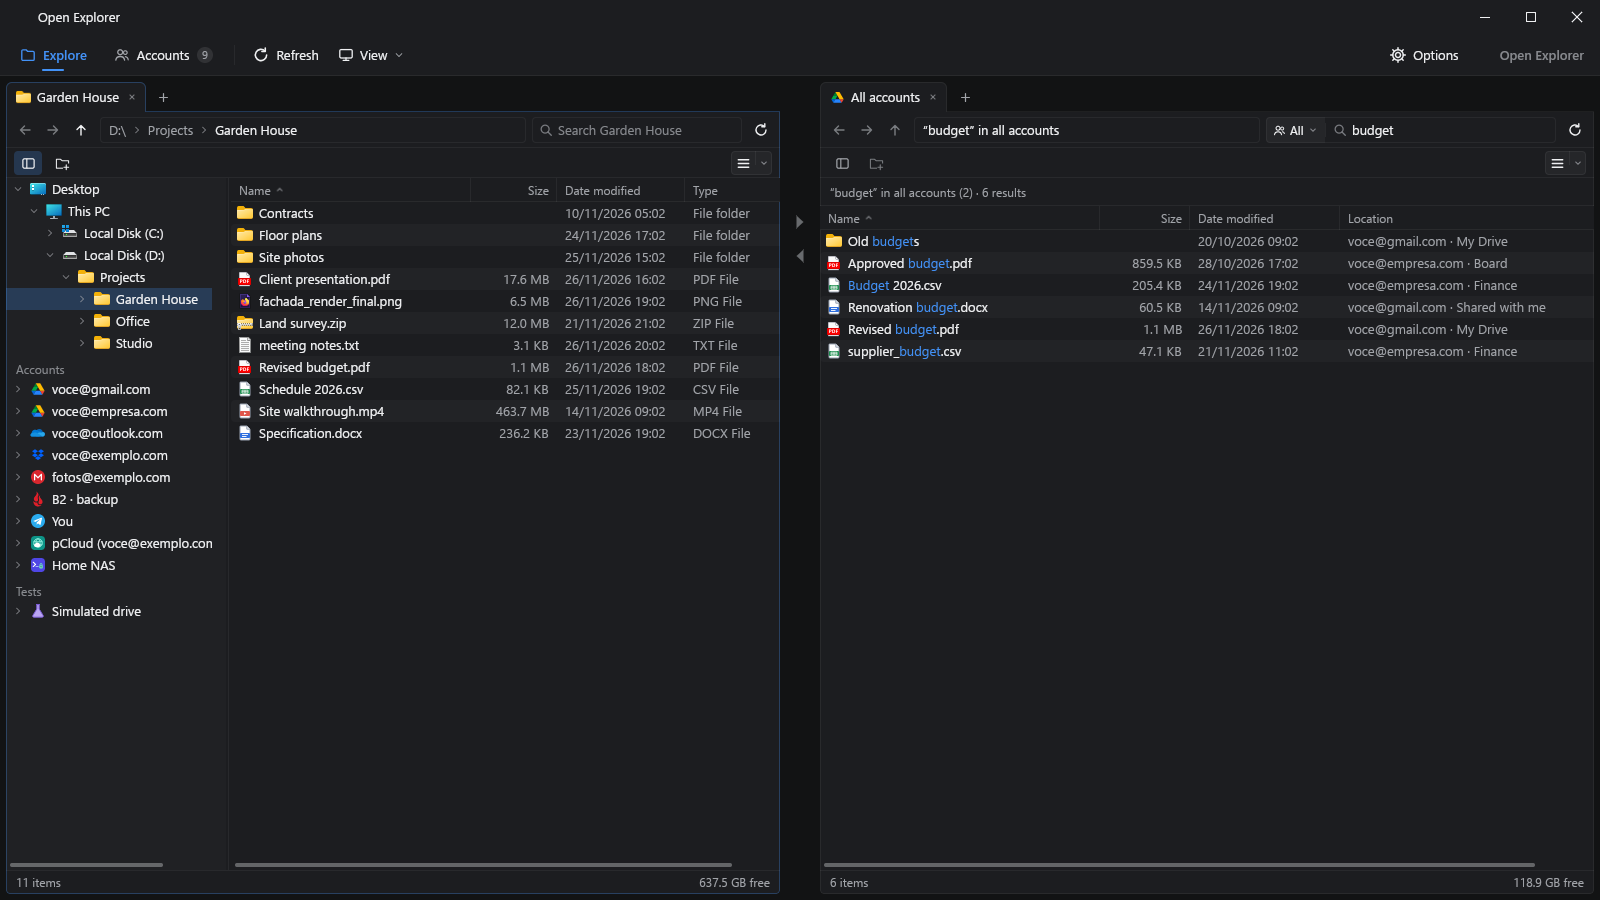 Open Explorer
Explore
Accounts 9
Refresh
View
Options
Open Explorer
Garden House
D:\ Projects Garden House
Search Garden House
Desktop
This PC
Local Disk (C:)
Local Disk (D:)
Projects
Garden House
Office
Studio
Accounts
voce@gmail.com
voce@empresa.com
voce@outlook.com
voce@exemplo.com
fotos@exemplo.com
B2 · backup
You
pCloud (voce@exemplo.con
Home NAS
Tests
Simulated drive
Name Size Date modified Type
Contracts 10/11/2026 05:02 File folder
Floor plans 24/11/2026 17:02 File folder
Site photos 25/11/2026 15:02 File folder
Client presentation.pdf 17.6 MB 26/11/2026 16:02 PDF File
fachada_render_final.png 6.5 MB 26/11/2026 19:02 PNG File
Land survey.zip 12.0 MB 21/11/2026 21:02 ZIP File
meeting notes.txt 3.1 KB 26/11/2026 20:02 TXT File
Revised budget.pdf 1.1 MB 26/11/2026 18:02 PDF File
Schedule 2026.csv 82.1 KB 25/11/2026 19:02 CSV File
Site walkthrough.mp4 463.7 MB 14/11/2026 09:02 MP4 File
Specification.docx 236.2 KB 23/11/2026 19:02 DOCX File
11 items
637.5 GB free
All accounts
"budget" in all accounts
All
budget
"budget" in all accounts (2) · 6 results
Name Size Date modified Location
Old budgets 20/10/2026 09:02 voce@gmail.com · My Drive
Approved budget.pdf 859.5 KB 28/10/2026 17:02 voce@empresa.com · Board
Budget 2026.csv 205.4 KB 24/11/2026 19:02 voce@empresa.com · Finance
Renovation budget.docx 60.5 KB 14/11/2026 09:02 voce@gmail.com · Shared with me
Revised budget.pdf 1.1 MB 26/11/2026 18:02 voce@gmail.com · My Drive
supplier_budget.csv 47.1 KB 21/11/2026 11:02 voce@empresa.com · Finance
6 items
118.9 GB free